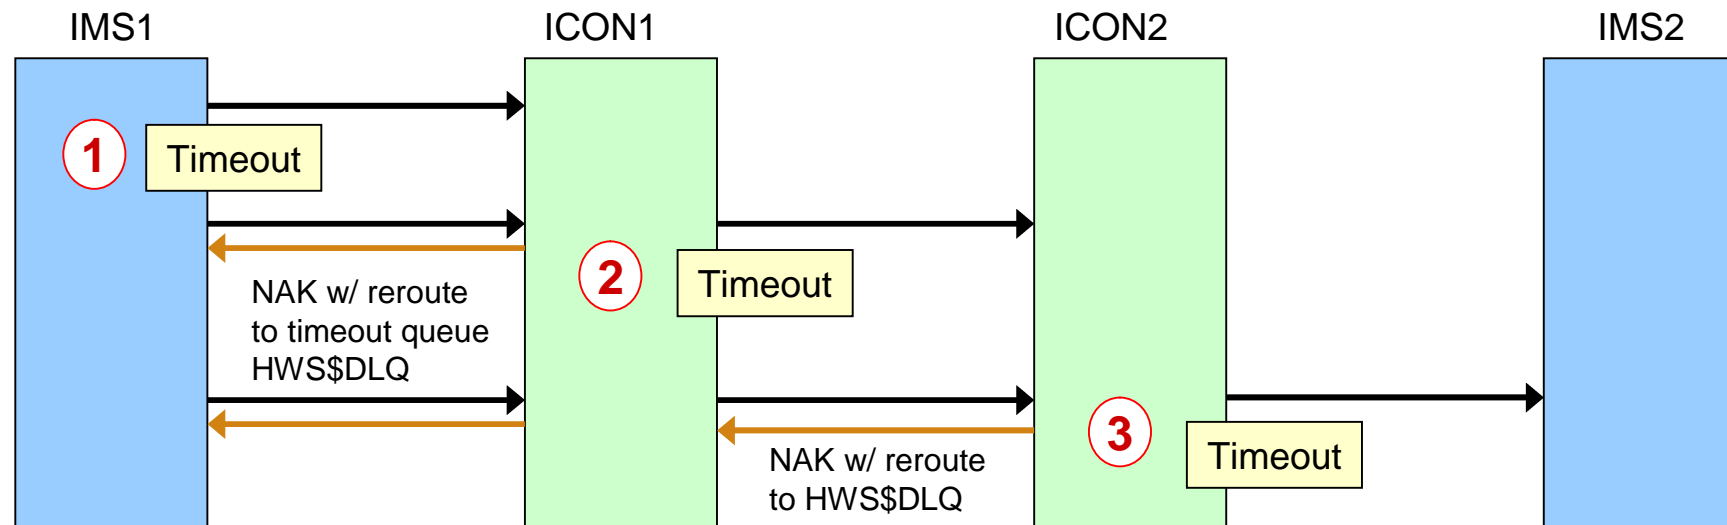 IMS1
ICON1
ICON2
IMS2
1
Timeout
2
Timeout
NAK w/ reroute
to timeout queue
HWS$DLQ
3
Timeout
NAK w/ reroute
to HWS$DLQ